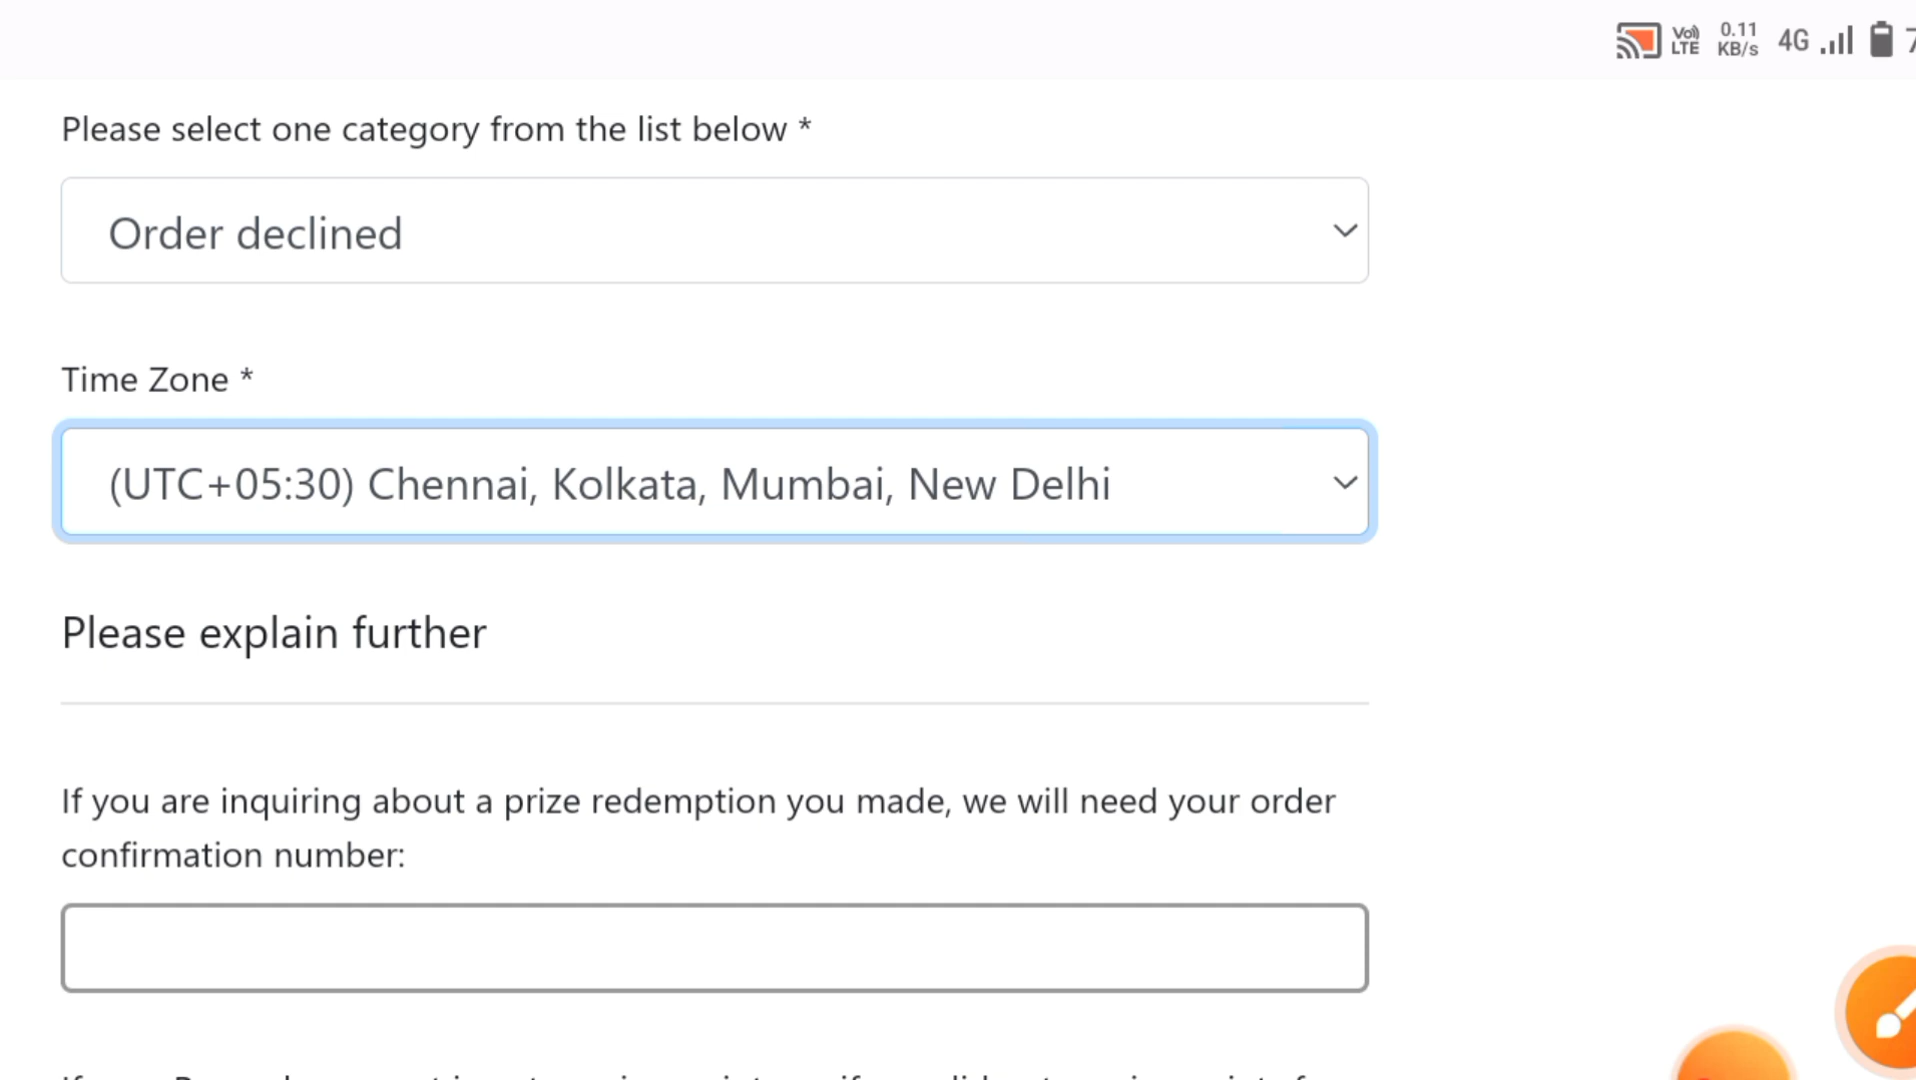 VoLTE 0.11 KB/s 4G
Please select one category from the list below *
Order declined
Time Zone *
(UTC+05:30) Chennai, Kolkata, Mumbai, New Delhi
Please explain further
If you are inquiring about a prize redemption you made, we will need your order
confirmation number: